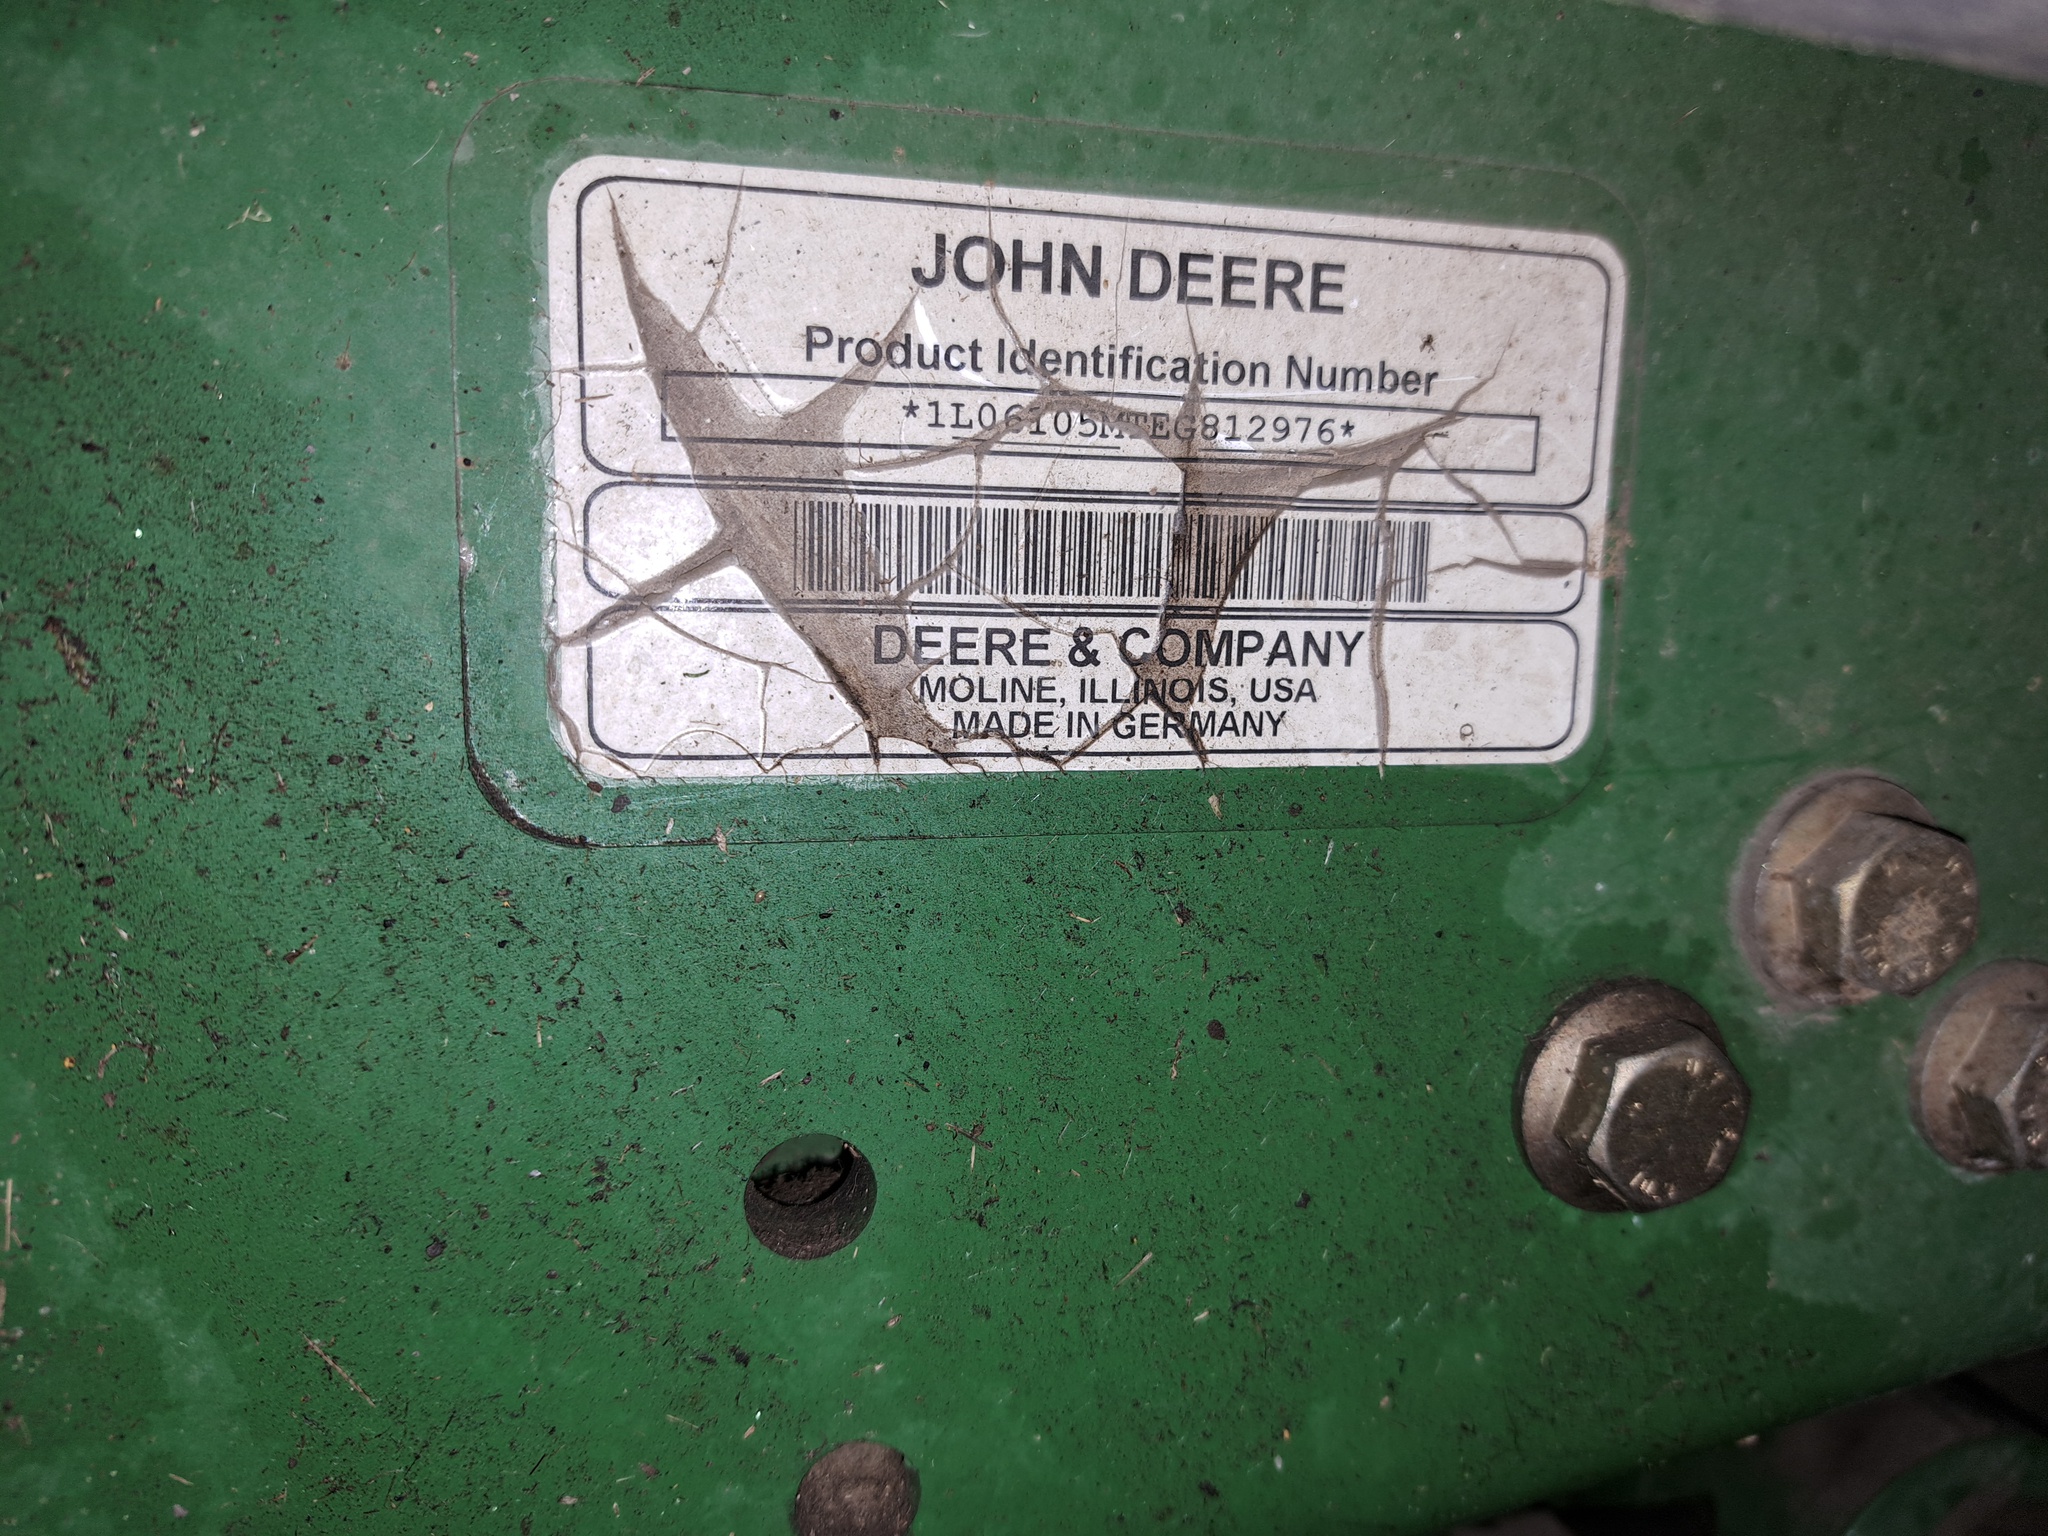 JOHN DEERE
Product Identification Number
*1L06105MTEG812976*
DEERE & COMPANY
MOLINE, ILLINOIS, USA
MADE IN GERMANY